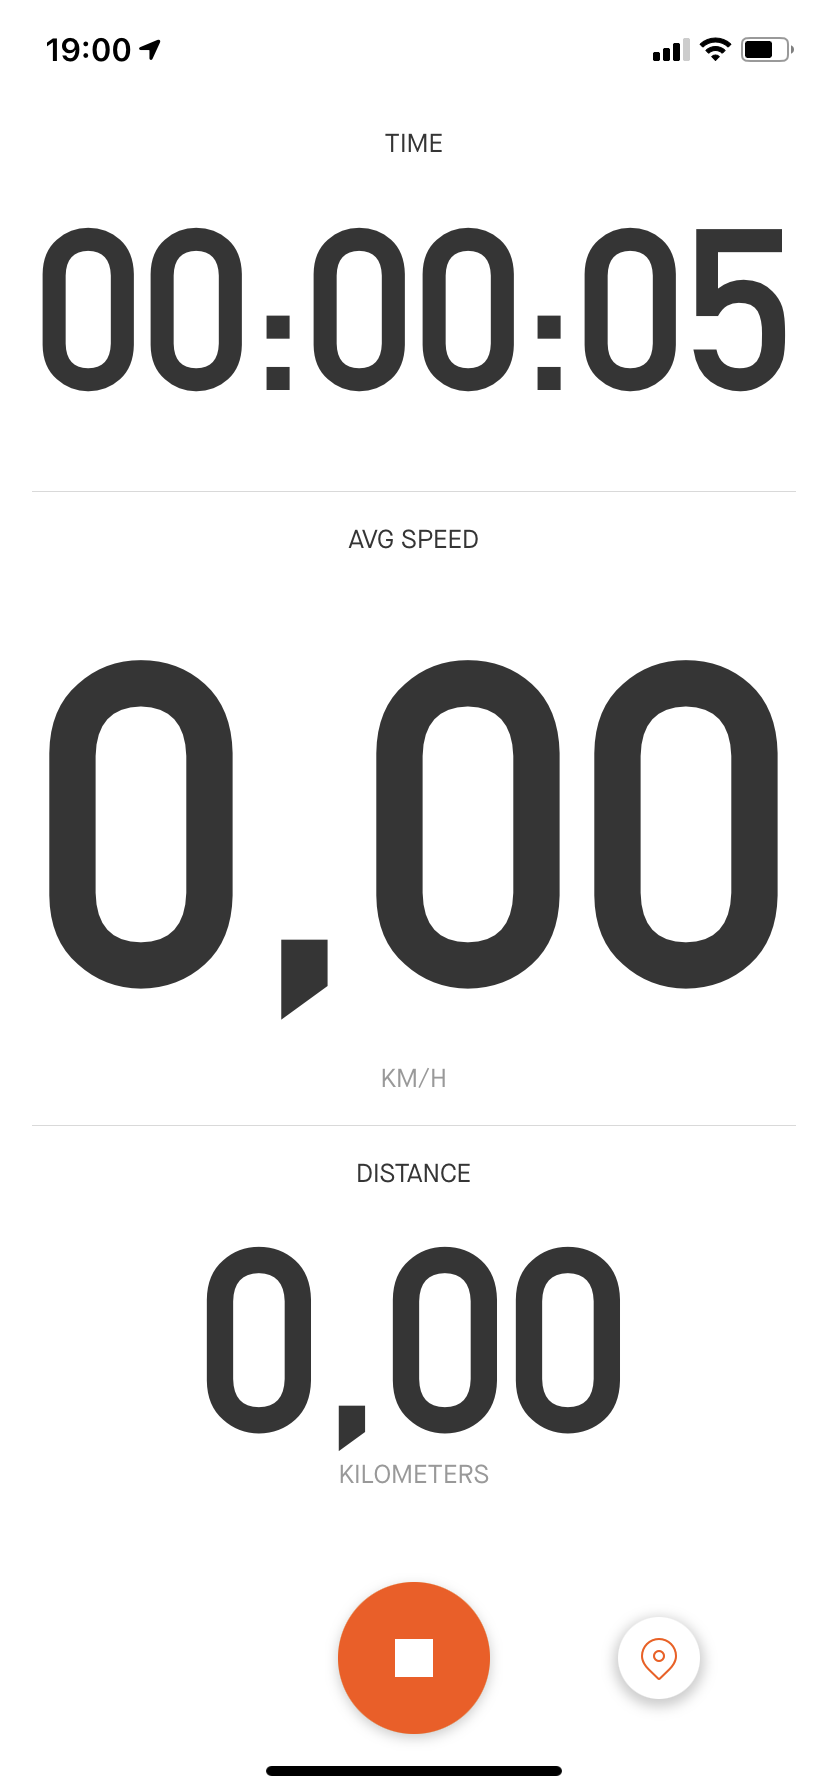 19:00
TIME
00:00:05
AVG SPEED
0,00
KM/H
DISTANCE
0,00
KILOMETERS